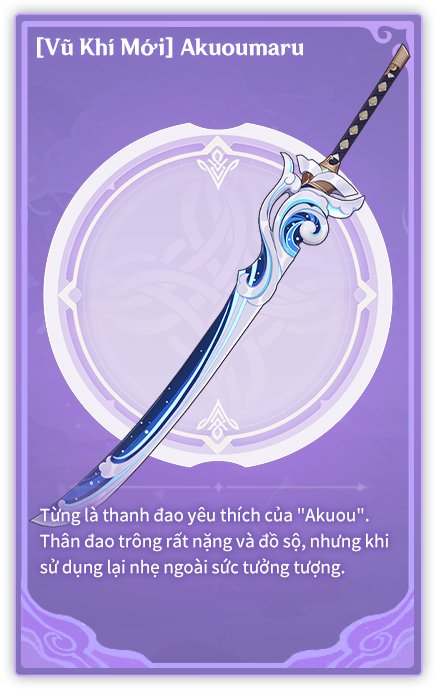 [Vũ Khí Mới] Akuoumaru
Từng là thanh đao yêu thích của "Akuou".
Thân đao trông rất nặng và đồ sộ, nhưng khi
sử dụng lại nhẹ ngoài sức tưởng tượng.